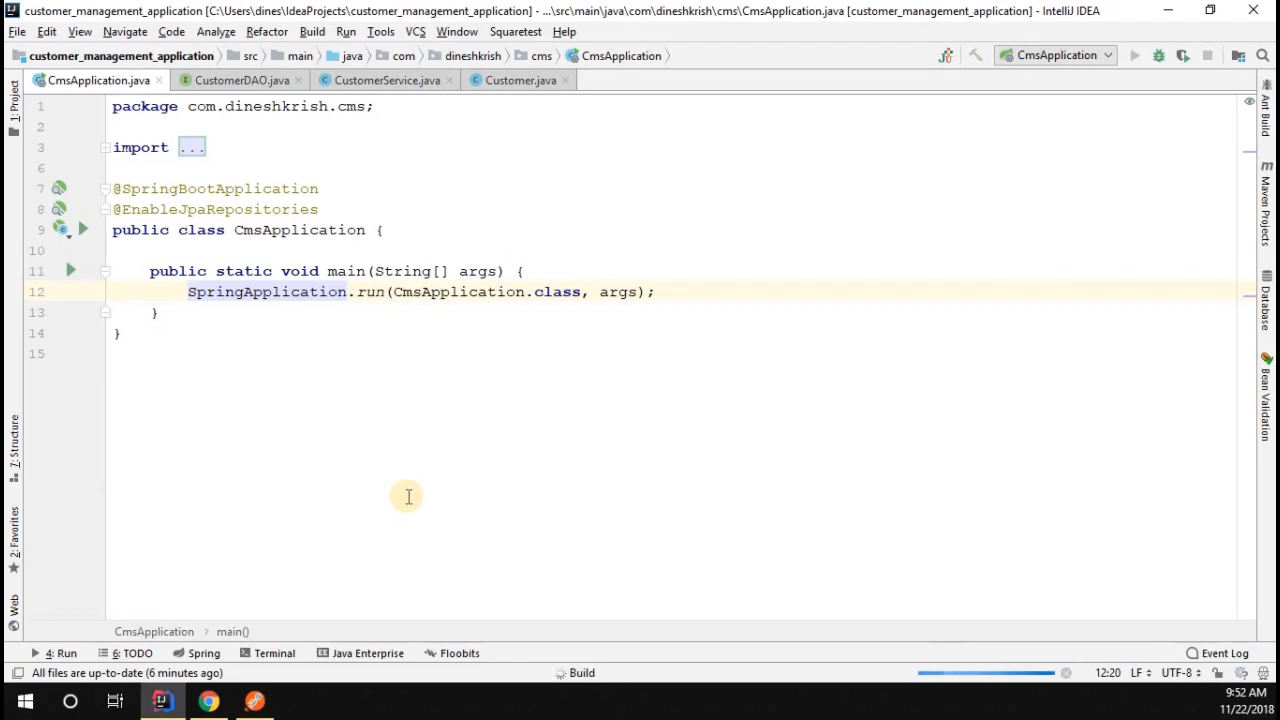 customer_management_application [C:\Users\dines\IdeaProjects\customer_management_application] - ...\src\main\java\com\dineshkrish\cms\CmsApplication.java [customer_management_application] - IntelliJ IDEA
File Edit View Navigate Code Analyze Refactor Build Run Tools VCS Window Squaretest Help
customer_management_application src main java com dineshkrish cms CmsApplication CmsApplication
CmsApplication.java CustomerDAO.java CustomerService.java Customer.java
1 package com.dineshkrish.cms;
2
3 import ...
6
7 @SpringBootApplication
8 @EnableJpaRepositories
9 public class CmsApplication {
10
11 public static void main(String[] args) {
12 SpringApplication.run(CmsApplication.class, args);
13 }
14 }
15
1: Project
7: Structure
2: Favorites
Web
Ant Build
m
Maven Projects
Database
Bean Validation
CmsApplication > main()
4: Run 6: TODO Spring Terminal Java Enterprise Floobits Event Log
All files are up-to-date (6 minutes ago) Build 12:20 LF UTF-8
9:52 AM
11/22/2018